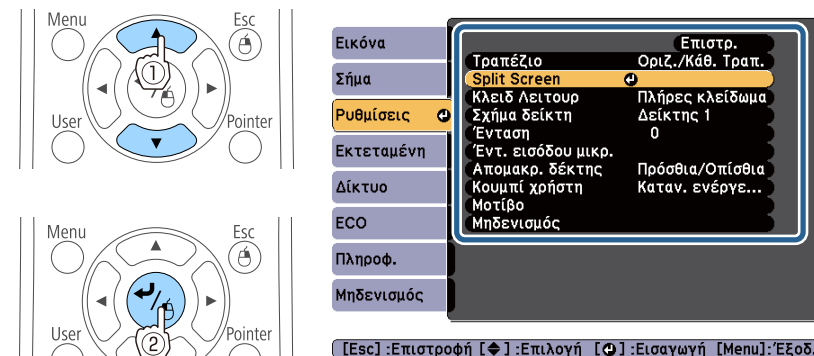 Menu
Esc
1
User
Pointer
Menu
Esc
User
Pointer
2
Εικόνα
Σήμα
Ρυθμίσεις
Εκτεταμένη
Δίκτυο
ECO
Πληροφ.
Μηδενισμός
Επιστρ.
Τραπέζιο Οριζ./Κάθ. Τραπ.
Split Screen
Κλειδ Λειτουρ Πλήρες κλείδωμα
Σχήμα δείκτη Δείκτης 1
Ένταση 0
Έντ. εισόδου μικρ.
Απομακρ. δέκτης Πρόσθια/Οπίσθια
Κουμπί χρήστη Καταν. ενέργε...
Μοτίβο
Μηδενισμός
[Esc] :Επιστροφή [◆] :Επιλογή [⏎] :Εισαγωγή [Menu]:Έξοδ.